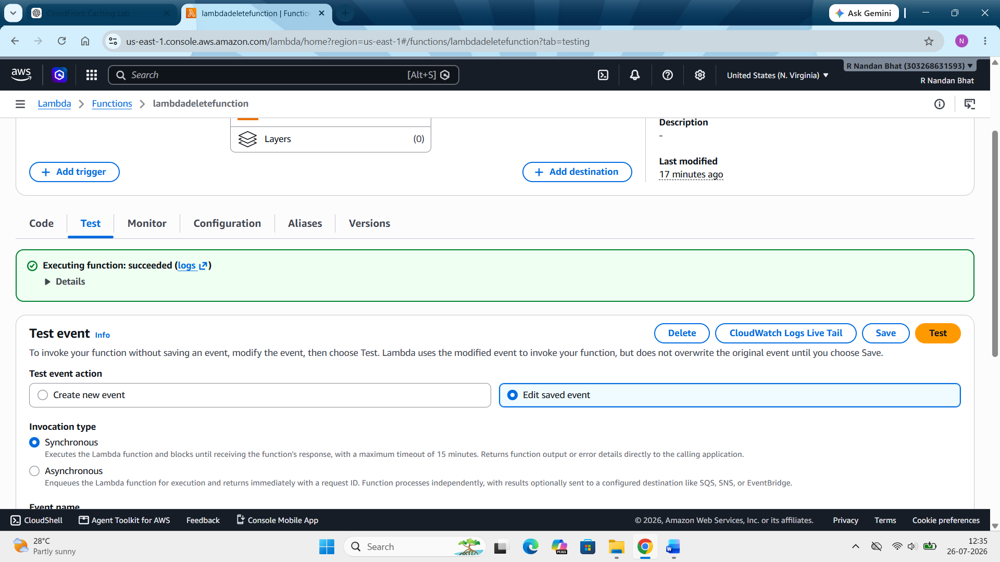 CloudFront Caching Lab
lambdadeletefunction | Functio
Ask Gemini
us-east-1.console.aws.amazon.com/lambda/home?region=us-east-1#/functions/lambdadeletefunction?tab=testing
N
aws
Search
[Alt+S]
United States (N. Virginia)
R Nandan Bhat (303268631593)
R Nandan Bhat
Lambda
Functions
lambdadeletefunction
Layers
(0)
Description
-
Add trigger
Add destination
Last modified
17 minutes ago
Code
Test
Monitor
Configuration
Aliases
Versions
Executing function: succeeded (logs)
Details
Test event Info
Delete
CloudWatch Logs Live Tail
Save
Test
To invoke your function without saving an event, modify the event, then choose Test. Lambda uses the modified event to invoke your function, but does not overwrite the original event until you choose Save.
Test event action
Create new event
Edit saved event
Invocation type
Synchronous
Executes the Lambda function and blocks until receiving the function's response, with a maximum timeout of 15 minutes. Returns function output or error details directly to the calling application.
Asynchronous
Enqueues the Lambda function for execution and returns immediately with a request ID. Function processes independently, with results optionally sent to a configured destination like SQS, SNS, or EventBridge.
Event name
CloudShell
Agent Toolkit for AWS
Feedback
Console Mobile App
© 2026, Amazon Web Services, Inc. or its affiliates.
Privacy
Terms
Cookie preferences
28°C
Partly sunny
Search
M365
W
12:35
26-07-2026